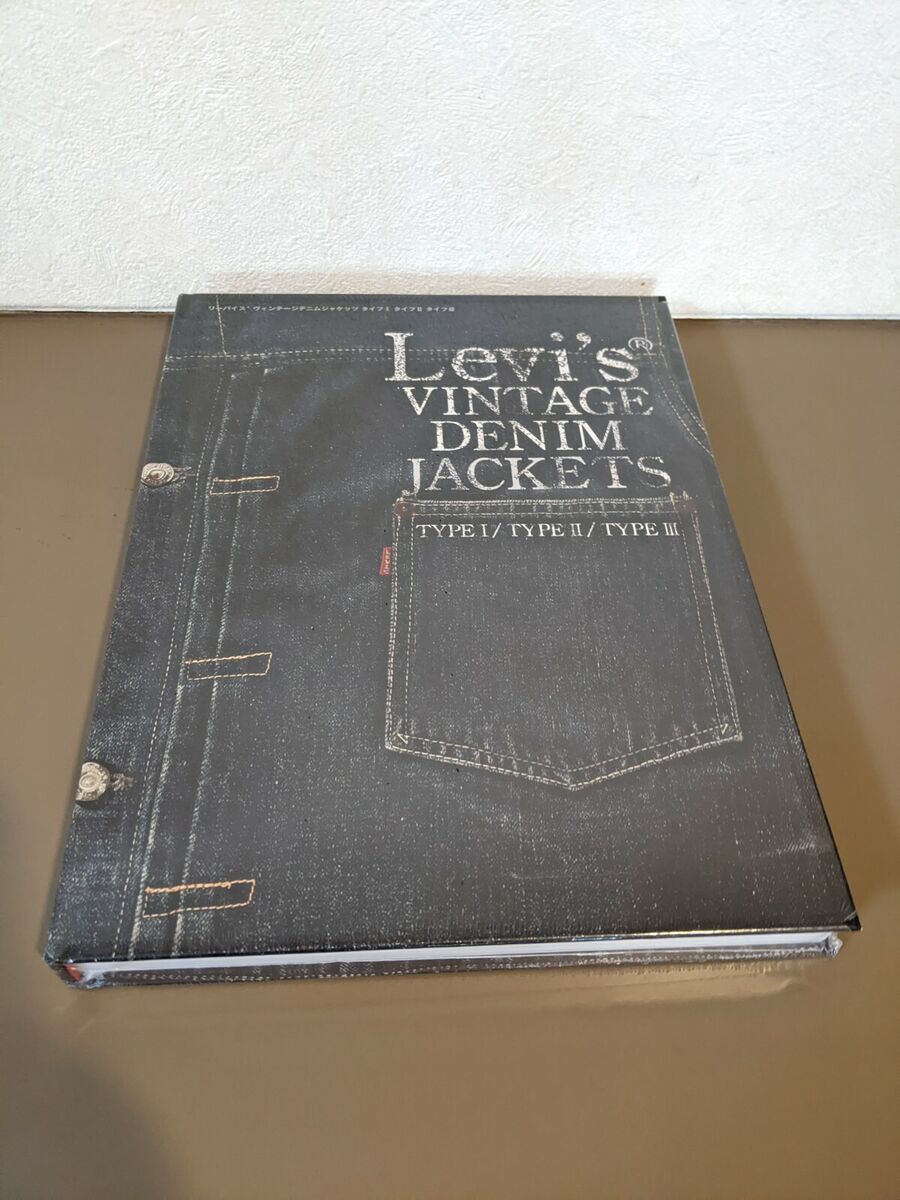 リーバイス® ヴィンテージデニムジャケッツ タイプI タイプII タイプIII
Levi's®
VINTAGE
DENIM
JACKETS
TYPE I / TYPE II / TYPE III